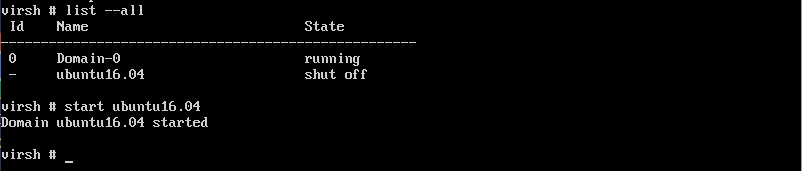 virsh # list --all
 Id    Name                           State
----------------------------------------------------
 0     Domain-0                       running
 -     ubuntu16.04                    shut off
virsh # start ubuntu16.04
Domain ubuntu16.04 started
virsh # _